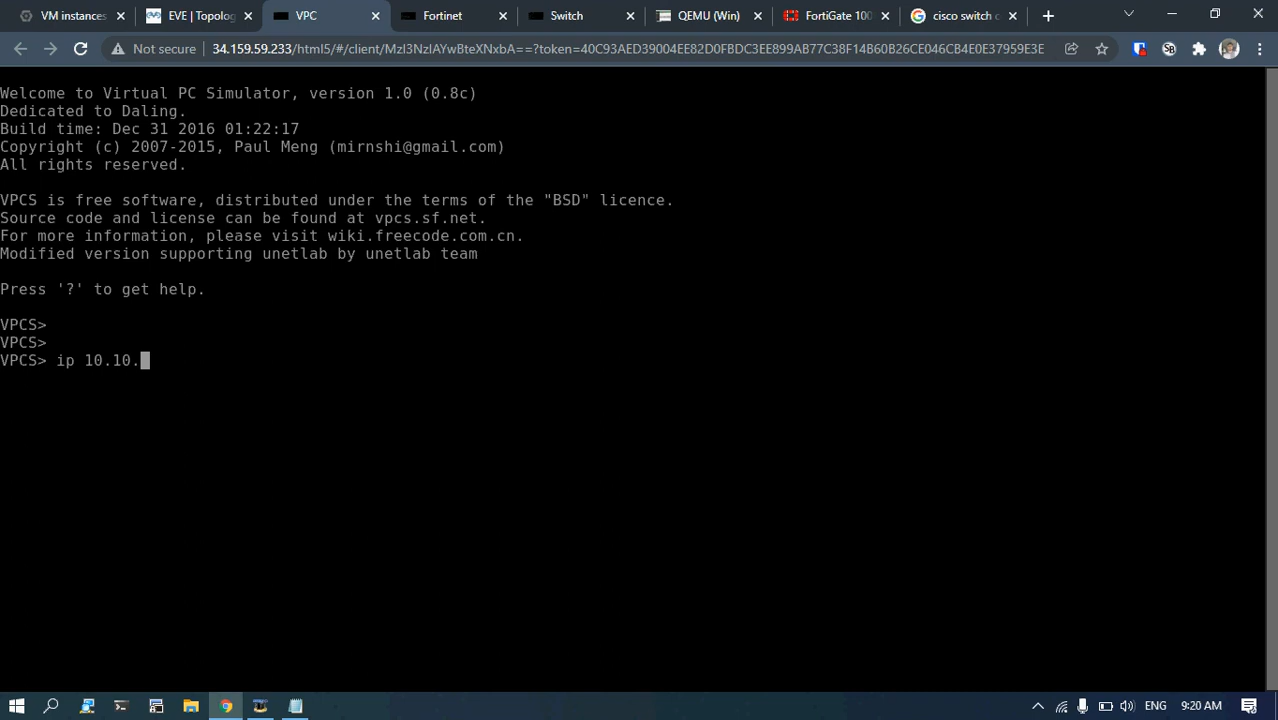 VM instances
EVE | Topolog
VPC
Fortinet
Switch
QEMU (Win)
FortiGate 100
cisco switch c
Not secure
34.159.59.233/html5/#/client/MzI3NzIAYwBteXNxbA==?token=40C93AED39004EE82D0FBDC3EE899AB77C38F14B60B26CE046CB4E0E37959E3E
Welcome to Virtual PC Simulator, version 1.0 (0.8c)
Dedicated to Daling.
Build time: Dec 31 2016 01:22:17
Copyright (c) 2007-2015, Paul Meng (mirnshi@gmail.com)
All rights reserved.
VPCS is free software, distributed under the terms of the "BSD" licence.
Source code and license can be found at vpcs.sf.net.
For more information, please visit wiki.freecode.com.cn.
Modified version supporting unetlab by unetlab team
Press '?' to get help.
VPCS>
VPCS>
VPCS> ip 10.10.
ENG
9:20 AM